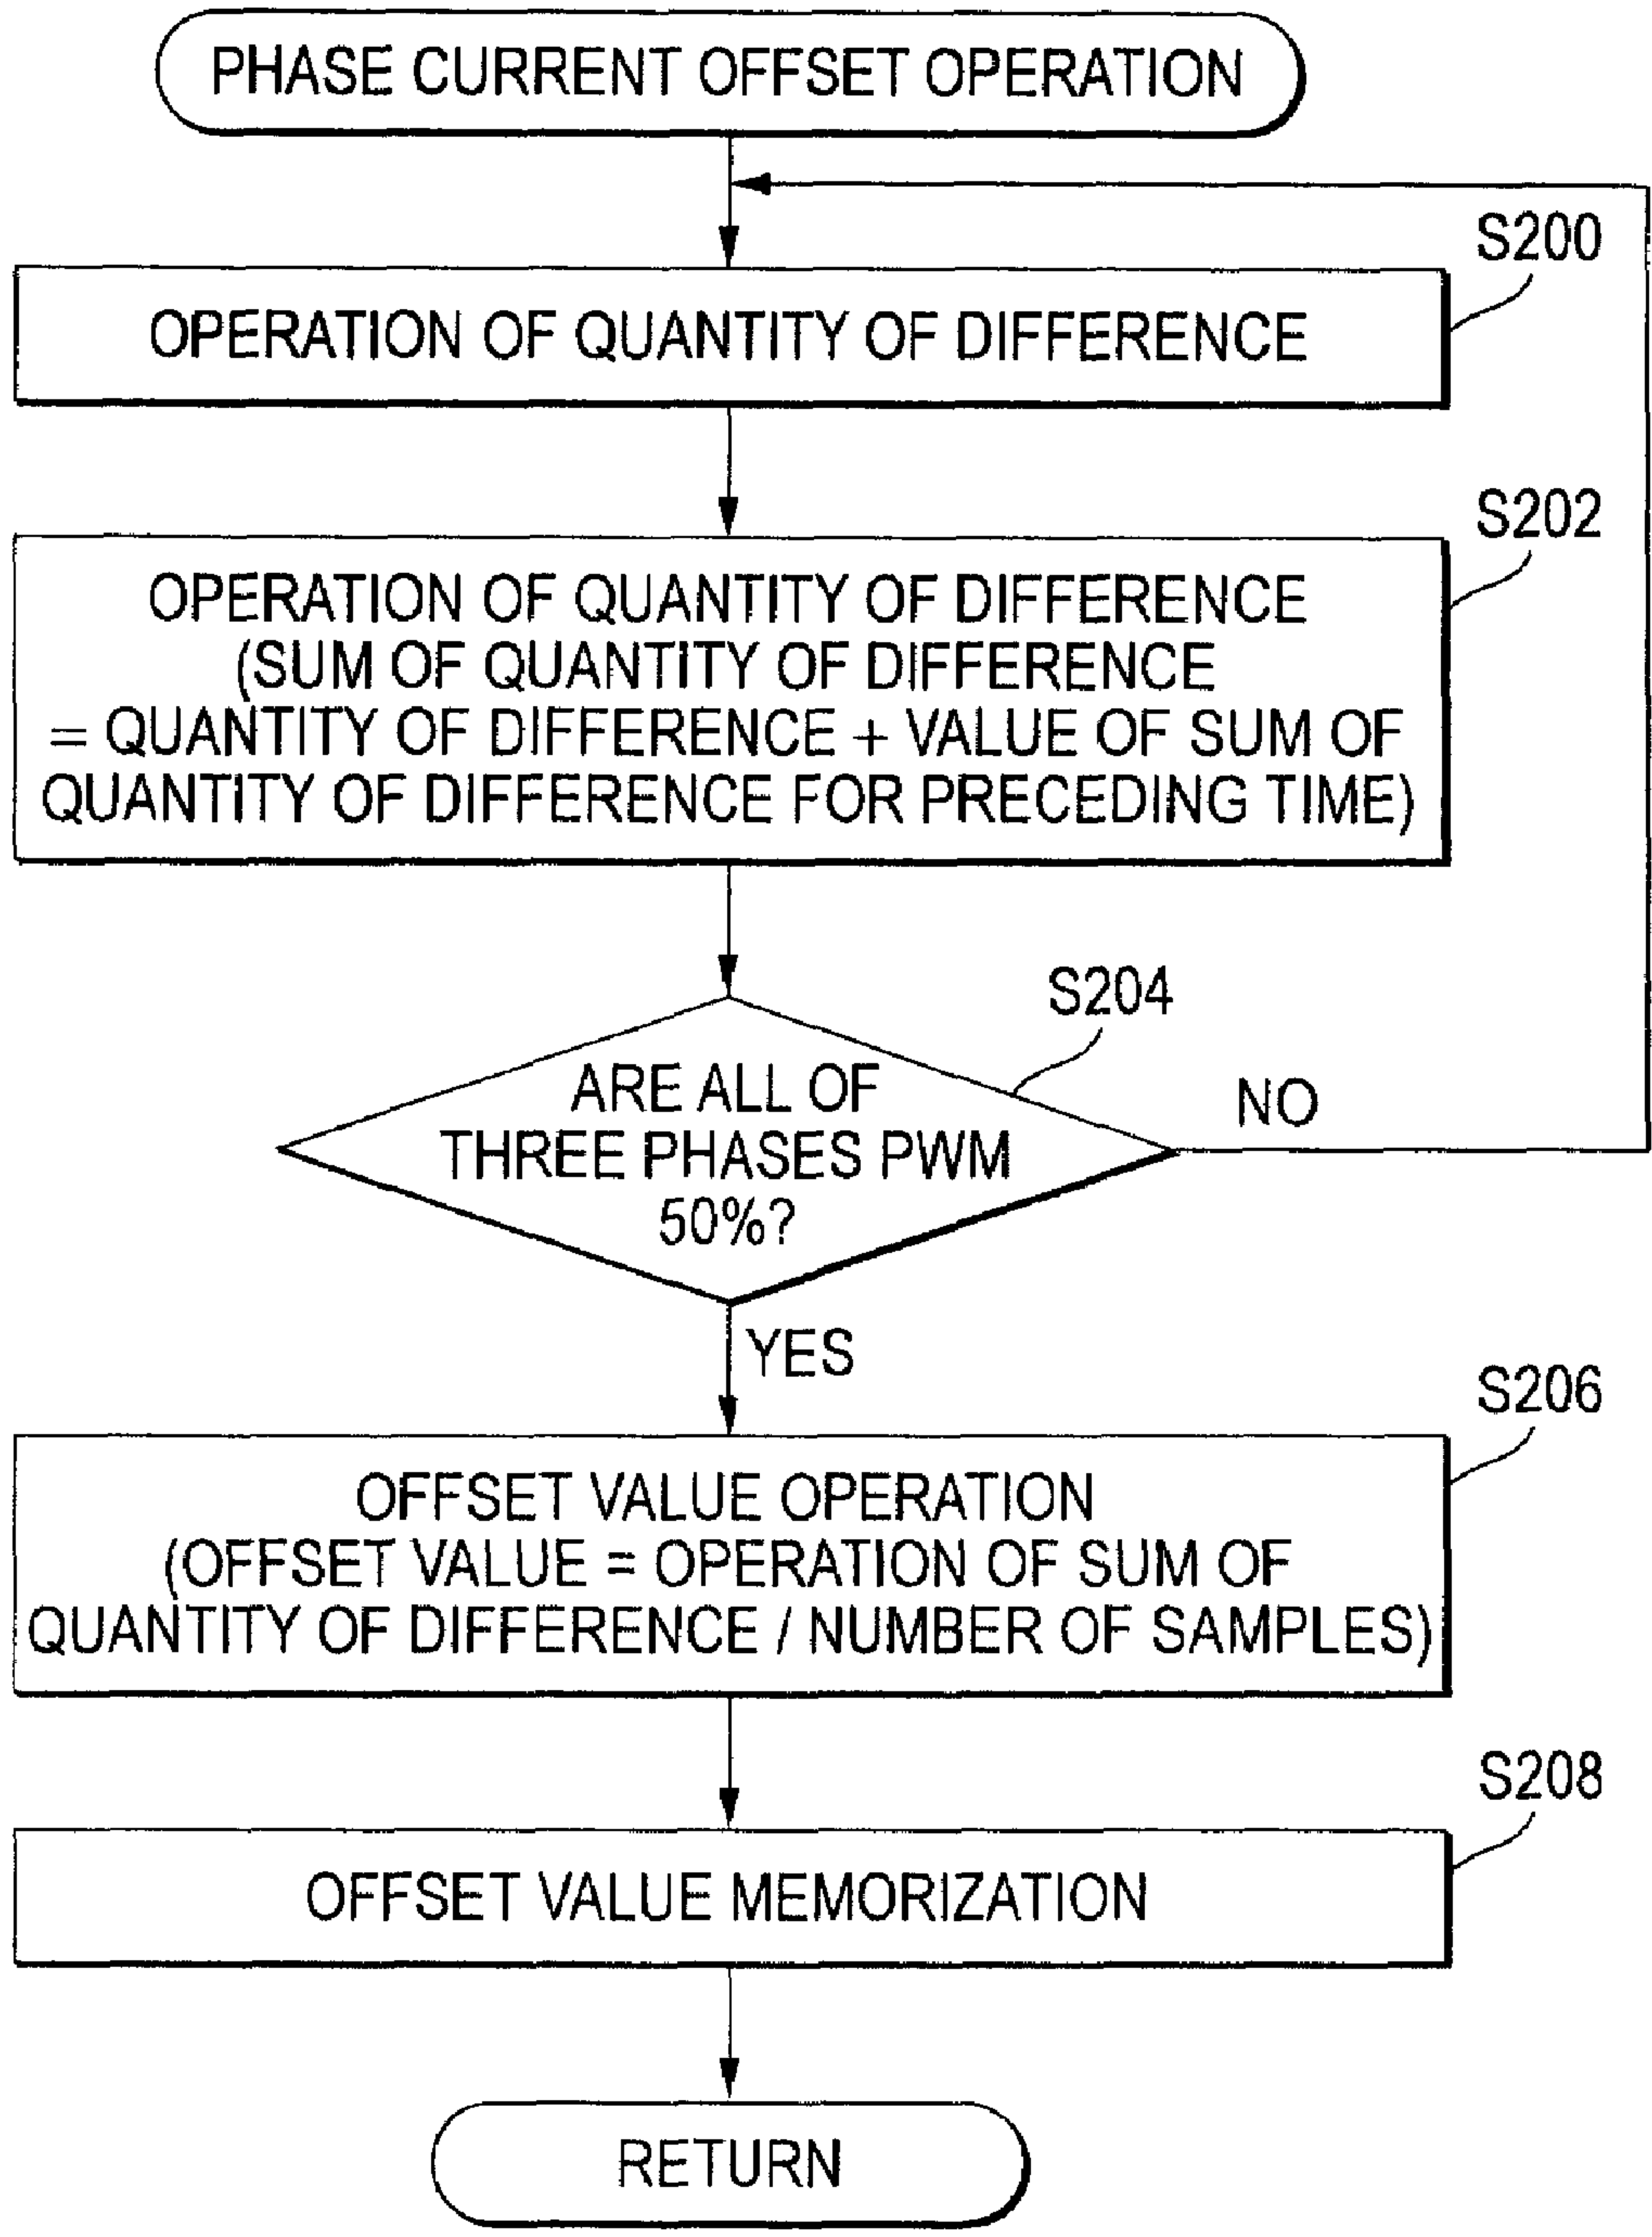 PHASE CURRENT OFFSET OPERATION
S200
OPERATION OF QUANTITY OF DIFFERENCE
S202
OPERATION OF QUANTITY OF DIFFERENCE
(SUM OF QUANTITY OF DIFFERENCE
= QUANTITY OF DIFFERENCE + VALUE OF SUM OF
QUANTITY OF DIFFERENCE FOR PRECEDING TIME)
S204
ARE ALL OF
THREE PHASES PWM
50%?
NO
YES
S206
OFFSET VALUE OPERATION
(OFFSET VALUE = OPERATION OF SUM OF
QUANTITY OF DIFFERENCE / NUMBER OF SAMPLES)
S208
OFFSET VALUE MEMORIZATION
RETURN